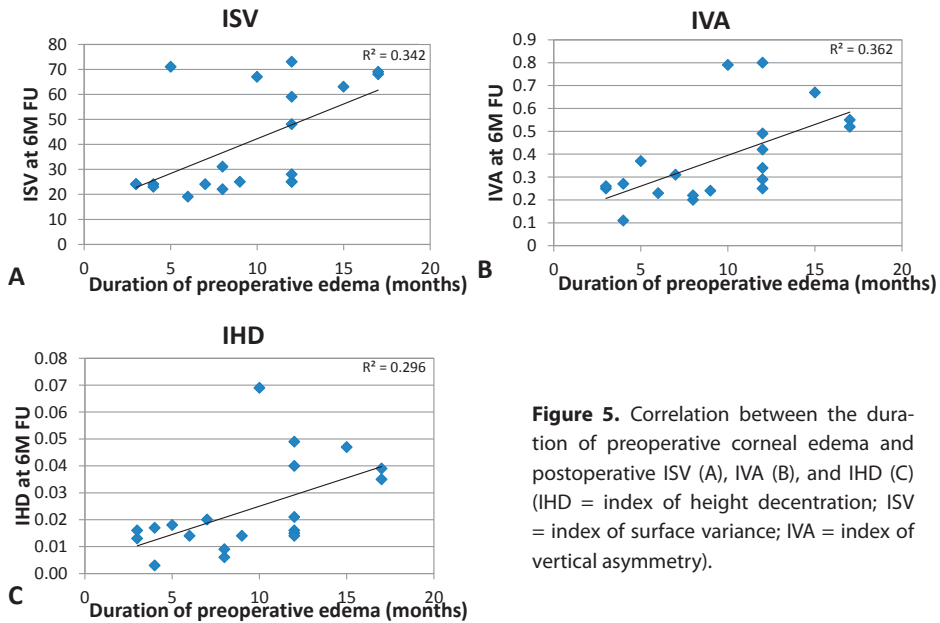 ISV
R² = 0.342
80
70
60
50
40
30
20
10
0
ISV at 6M FU
0 5 10 15 20
Duration of preoperative edema (months)
A
IVA
R² = 0.362
0.9
0.8
0.7
0.6
0.5
0.4
0.3
0.2
0.1
0
IVA at 6M FU
0 5 10 15 20
Duration of preoperative edema (months)
B
IHD
R² = 0.296
0.08
0.07
0.06
0.05
0.04
0.03
0.02
0.01
0.00
IHD at 6M FU
0 5 10 15 20
Duration of preoperative edema (months)
C
Figure 5. Correlation between the dura-
tion of preoperative corneal edema and
postoperative ISV (A), IVA (B), and IHD (C)
(IHD = index of height decentration; ISV
= index of surface variance; IVA = index of
vertical asymmetry).